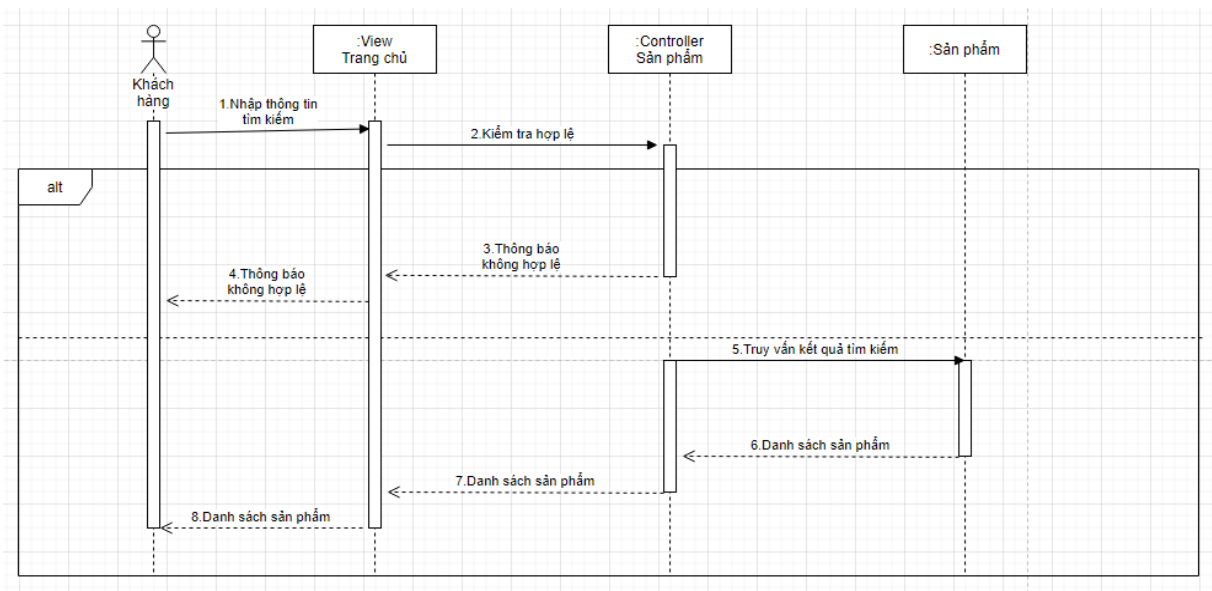 :View
Trang chủ
:Controller
Sản phẩm
:Sản phẩm
Khách
hàng
1.Nhập thông tin
tìm kiếm
2.Kiểm tra hợp lệ
alt
3.Thông báo
không hợp lệ
4.Thông báo
không hợp lệ
5.Truy vấn kết quả tìm kiếm
6.Danh sách sản phẩm
7.Danh sách sản phẩm
8.Danh sách sản phẩm